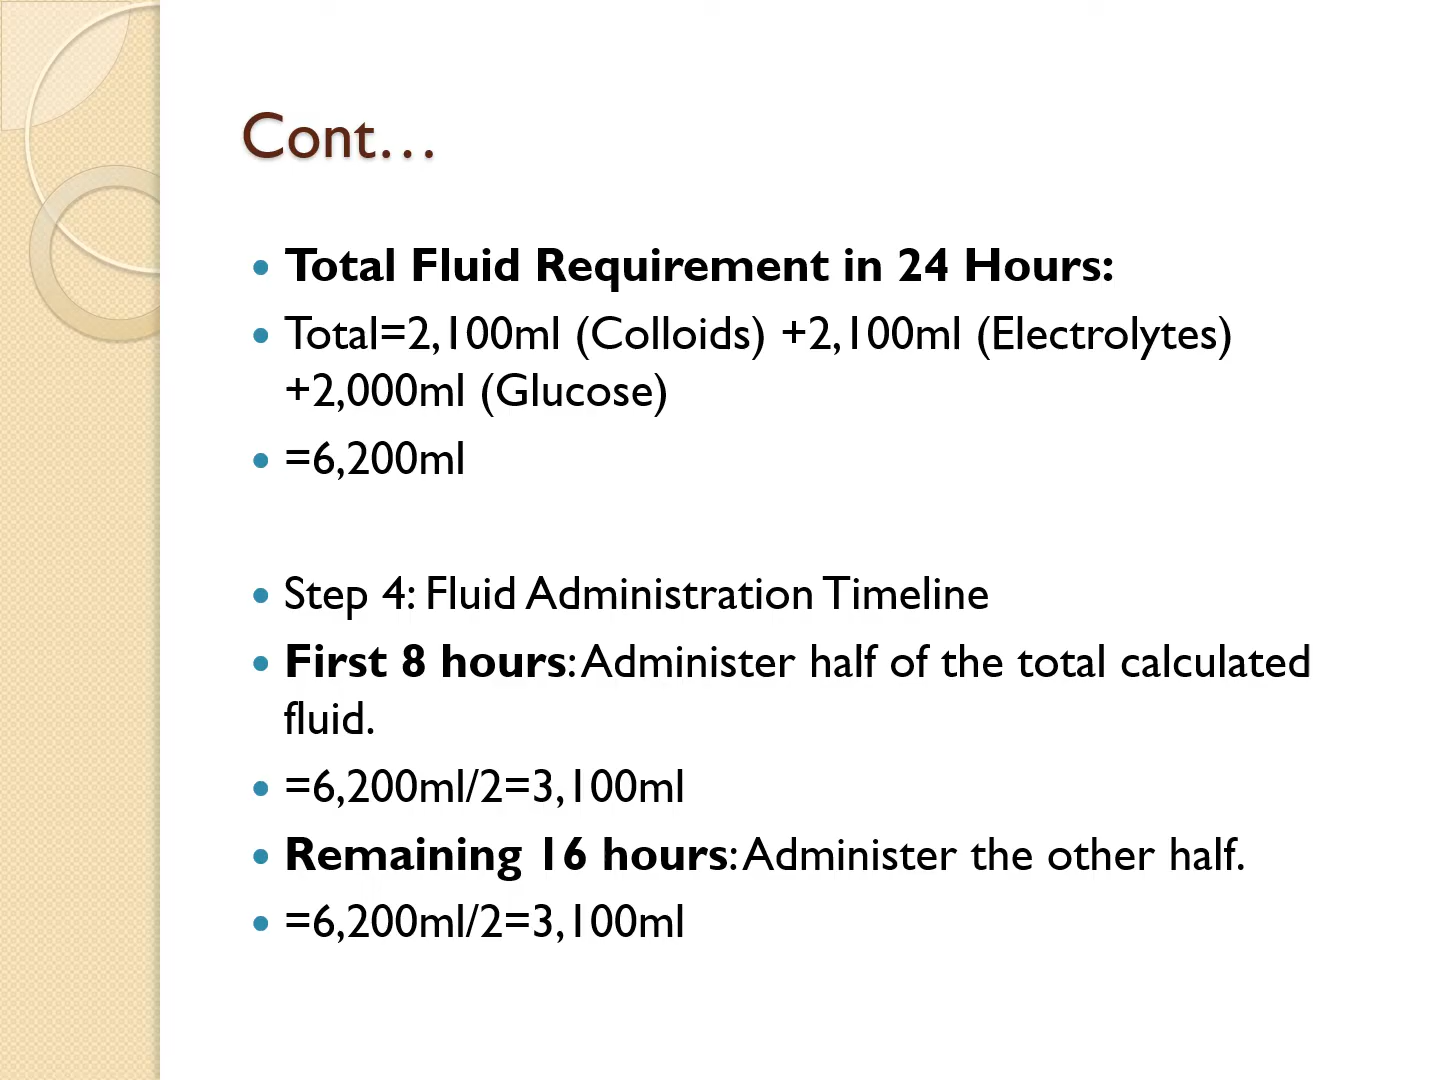 Cont…
• Total Fluid Requirement in 24 Hours:
• Total=2,100ml (Colloids) +2,100ml (Electrolytes)
+2,000ml (Glucose)
• =6,200ml
• Step 4: Fluid Administration Timeline
• First 8 hours: Administer half of the total calculated
fluid.
• =6,200ml/2=3,100ml
• Remaining 16 hours: Administer the other half.
• =6,200ml/2=3,100ml